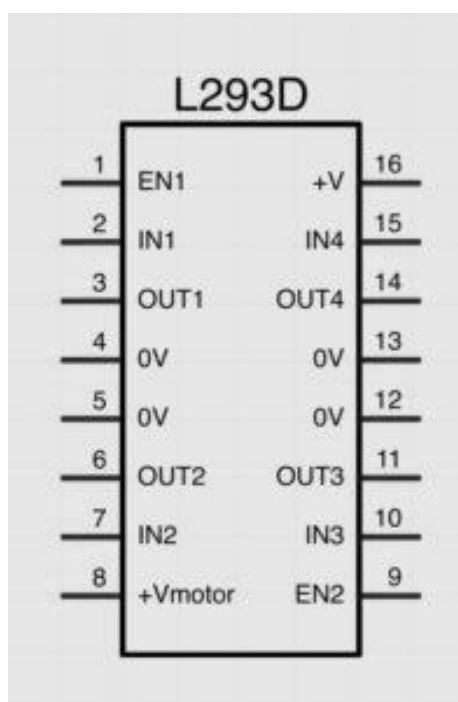 L293D
1 EN1 +V 16
2 IN1 IN4 15
3 OUT1 OUT4 14
4 0V 0V 13
5 0V 0V 12
6 OUT2 OUT3 11
7 IN2 IN3 10
8 +Vmotor EN2 9